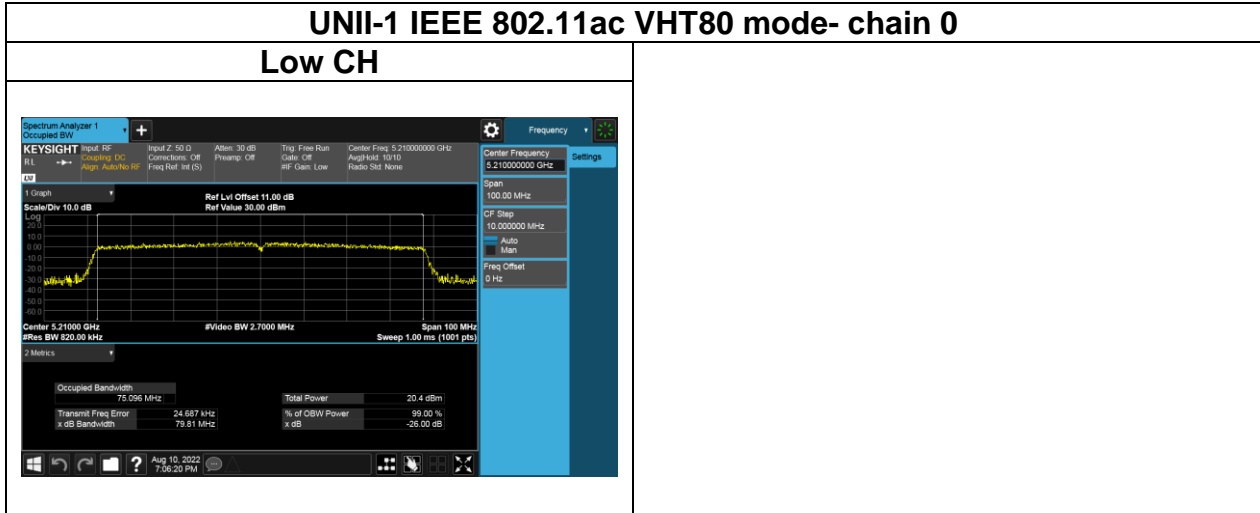 UNII-1 IEEE 802.11ac VHT80 mode- chain 0
Low CH
Spectrum Analyzer 1
Occupied BW
+
Frequency
KEYSIGHT
RL
LXI
Input: RF
Coupling: DC
Align: Auto/No RF
Input Z: 50 Ω
Corrections: Off
Freq Ref: Int (S)
Atten: 30 dB
Preamp: Off
Trig: Free Run
Gate: Off
#IF Gain: Low
Center Freq: 5.210000000 GHz
Avg|Hold: 10/10
Radio Std: None
Center Frequency
5.210000000 GHz
Settings
Span
100.00 MHz
CF Step
10.000000 MHz
Auto
Man
Freq Offset
0 Hz
1 Graph
Scale/Div 10.0 dB
Ref Lvl Offset 11.00 dB
Ref Value 30.00 dBm
Log
20.0
10.0
0.00
-10.0
-20.0
-30.0
-40.0
-50.0
-60.0
Center 5.21000 GHz
#Res BW 820.00 kHz
#Video BW 2.7000 MHz
Span 100 MHz
Sweep 1.00 ms (1001 pts)
2 Metrics
Occupied Bandwidth
75.096 MHz
Total Power 20.4 dBm
Transmit Freq Error 24.687 kHz % of OBW Power 99.00 %
x dB Bandwidth 79.81 MHz x dB -26.00 dB
?
Aug 10, 2022
7:06:20 PM